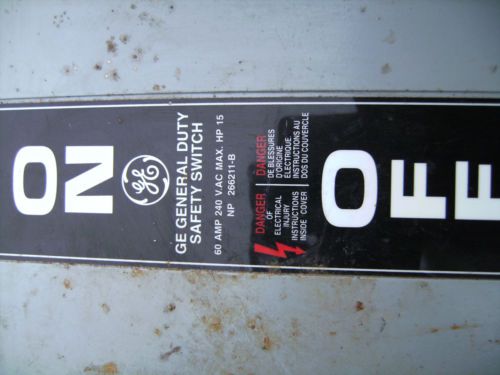 ON
GE
GE GENERAL DUTY
SAFETY SWITCH
60 AMP 240 V AC MAX. HP 15
NP 266211-B
DANGER
OF
ELECTRICAL
INJURY
INSTRUCTIONS
INSIDE COVER
DANGER
DE BLESSURES
D'ORIGINE
ÉLECTRIQUE
INSTRUCTIONS AU
DOS DU COUVERCLE
OFF